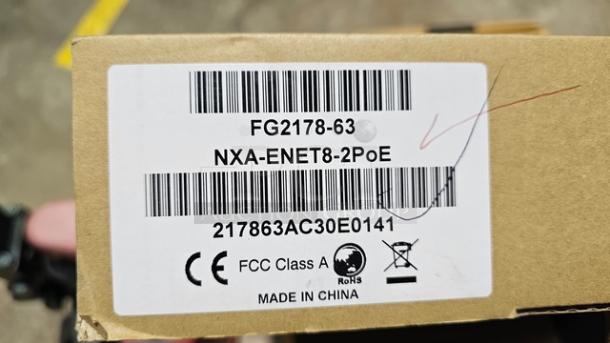 FG2178-63
NXA-ENET8-2PoE
217863AC30E0141
CE FCC Class A RoHS
MADE IN CHINA